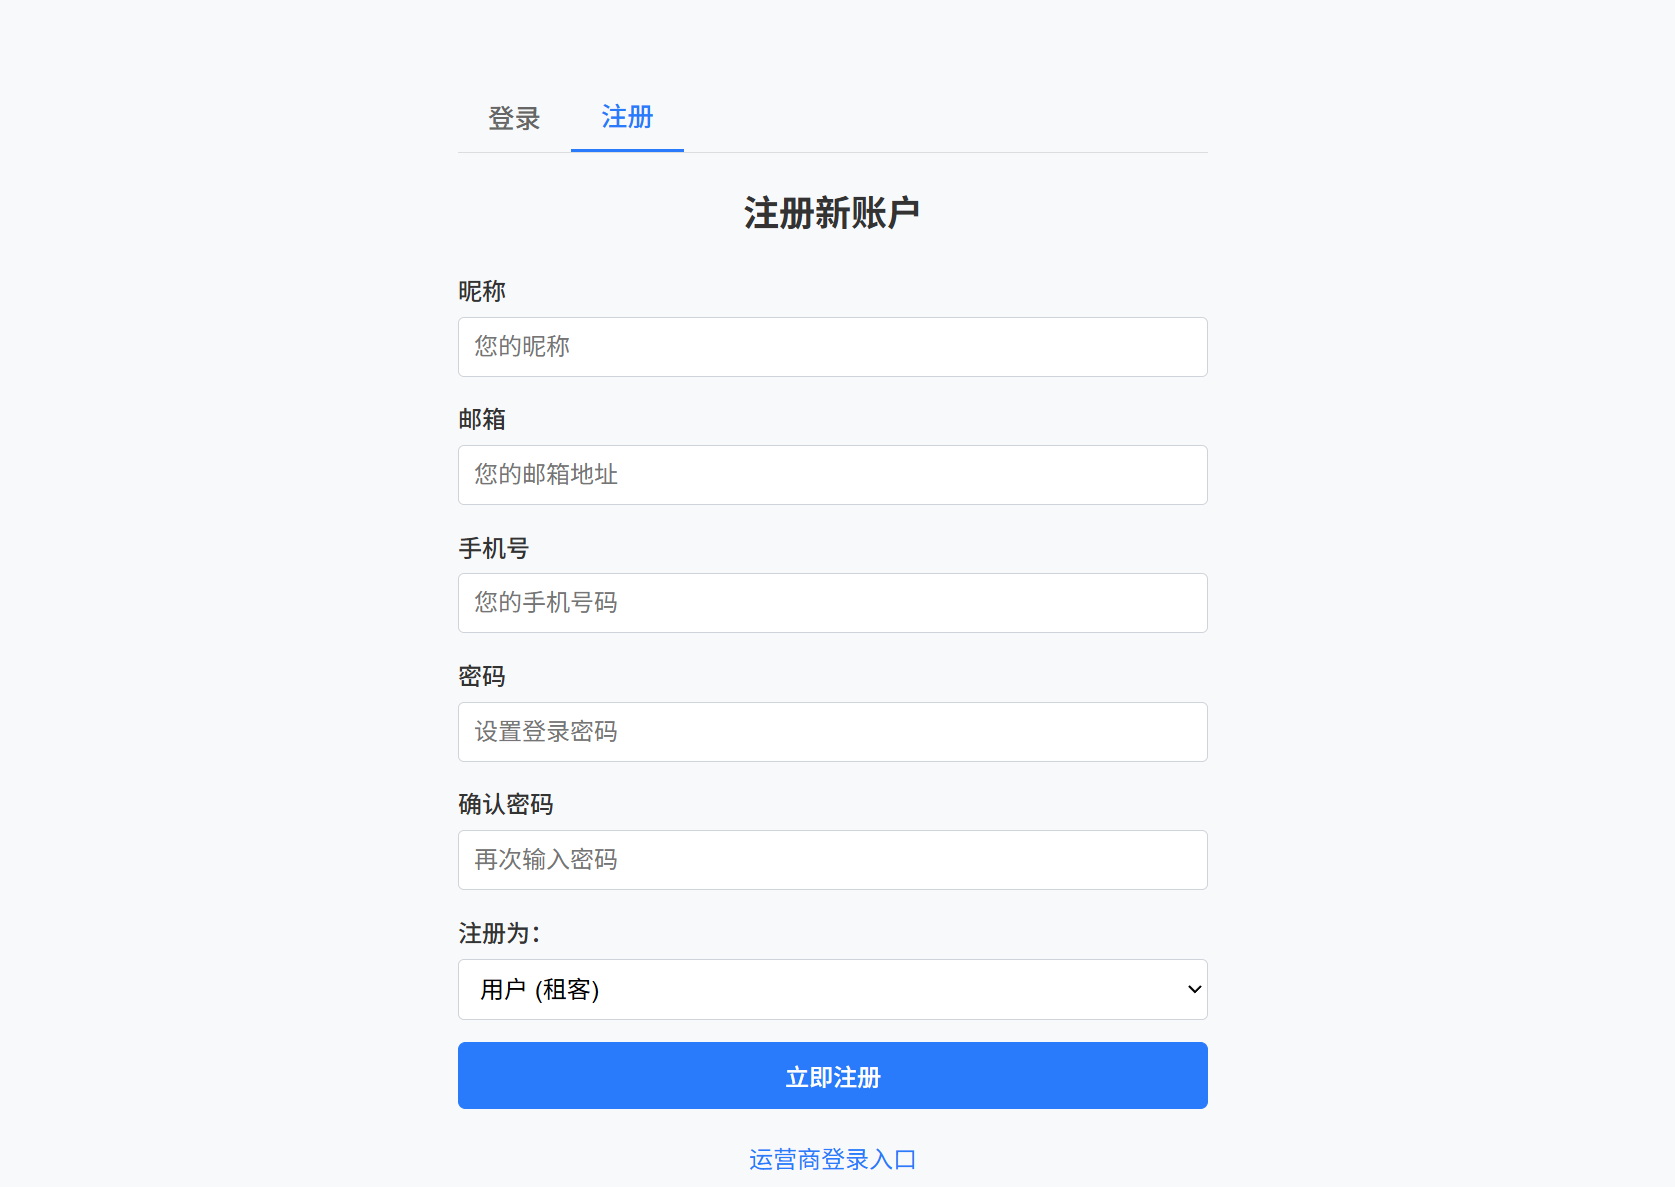 登录 注册
注册新账户
昵称
您的昵称
邮箱
您的邮箱地址
手机号
您的手机号码
密码
设置登录密码
确认密码
再次输入密码
注册为：
用户 (租客)
立即注册
运营商登录入口